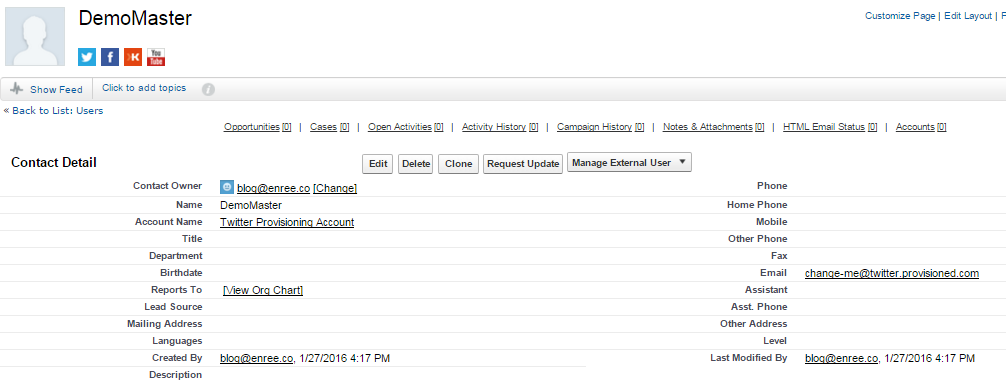 DemoMaster
Customize Page | Edit Layout |
You Tube
Show Feed Click to add topics i
« Back to List: Users
Opportunities [0] | Cases [0] | Open Activities [0] | Activity History [0] | Campaign History [0] | Notes & Attachments [0] | HTML Email Status [0] | Accounts [0]
Contact Detail Edit Delete Clone Request Update Manage External User
Contact Owner blog@enree.co [Change] Phone
Name DemoMaster Home Phone
Account Name Twitter Provisioning Account Mobile
Title Other Phone
Department Fax
Birthdate Email change-me@twitter.provisioned.com
Reports To [View Org Chart] Assistant
Lead Source Asst. Phone
Mailing Address Other Address
Languages Level
Created By blog@enree.co, 1/27/2016 4:17 PM Last Modified By blog@enree.co, 1/27/2016 4:17 PM
Description